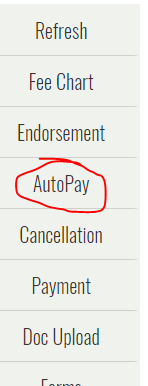 Refresh
Fee Chart
Endorsement
AutoPay
Cancellation
Payment
Doc Upload